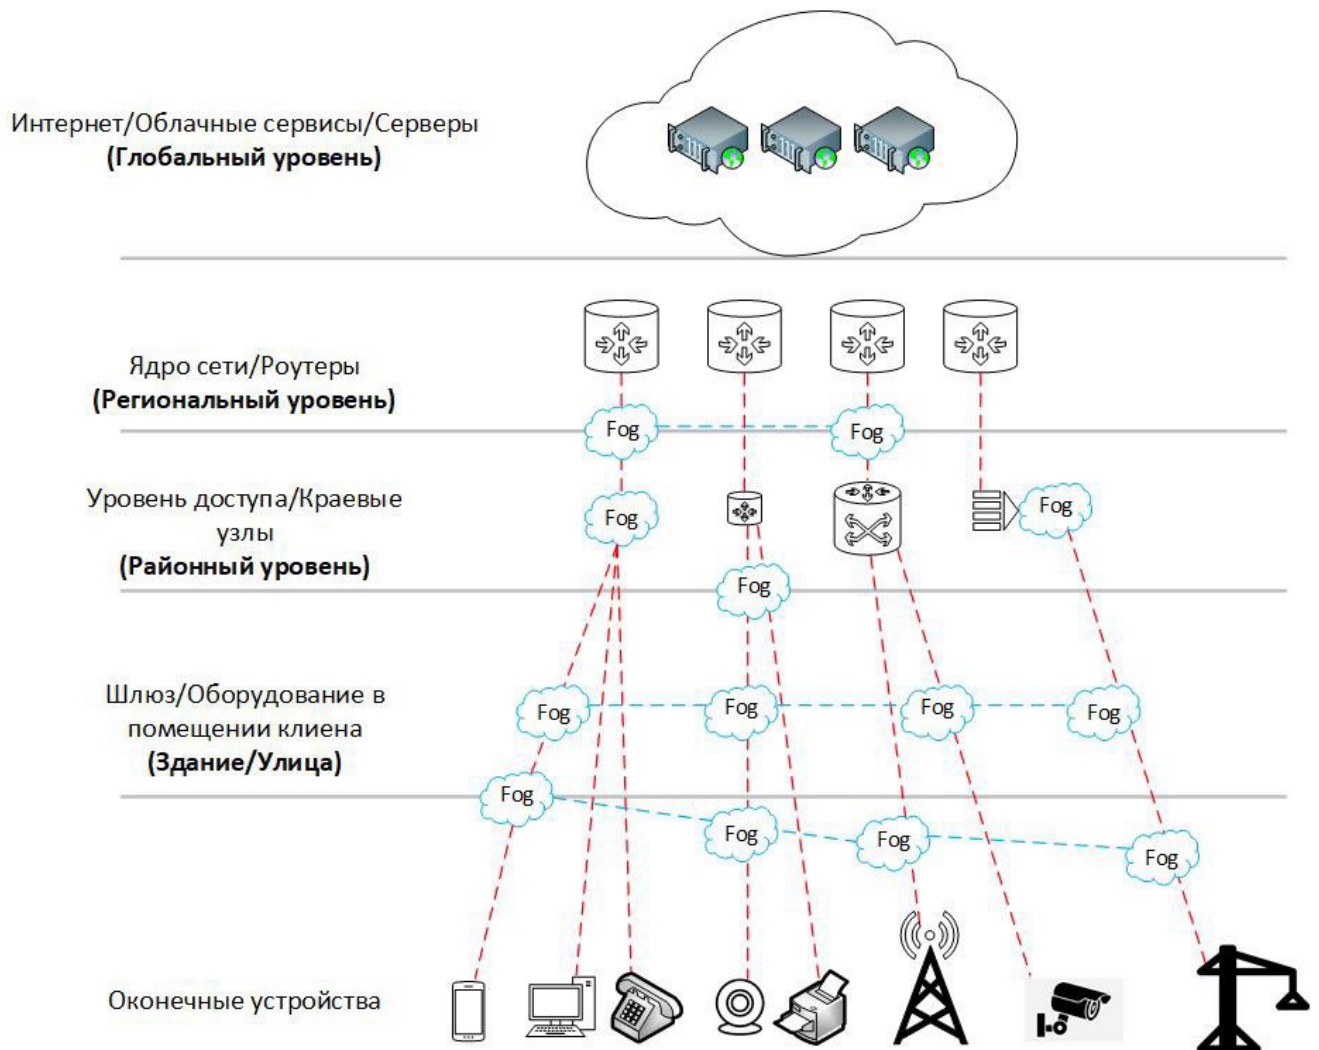 Интернет/Облачные сервисы/Серверы
(Глобальный уровень)
Ядро сети/Роутеры
(Региональный уровень)
Fog
Fog
Уровень доступа/Краевые
узлы
(Районный уровень)
Fog
Fog
Fog
Шлюз/Оборудование в
помещении клиена
(Здание/Улица)
Fog
Fog
Fog
Fog
Fog
Fog
Fog
Fog
Оконечные устройства